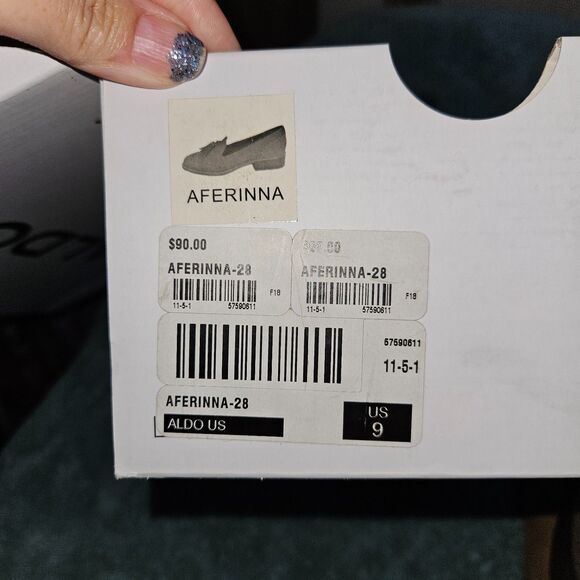 AFERINNA
$90.00
AFERINNA-28
F18
11-5-1 57590611
AFERINNA-28
F18
11-5-1 57590611
57590611
11-5-1
AFERINNA-28
ALDO US
US
9